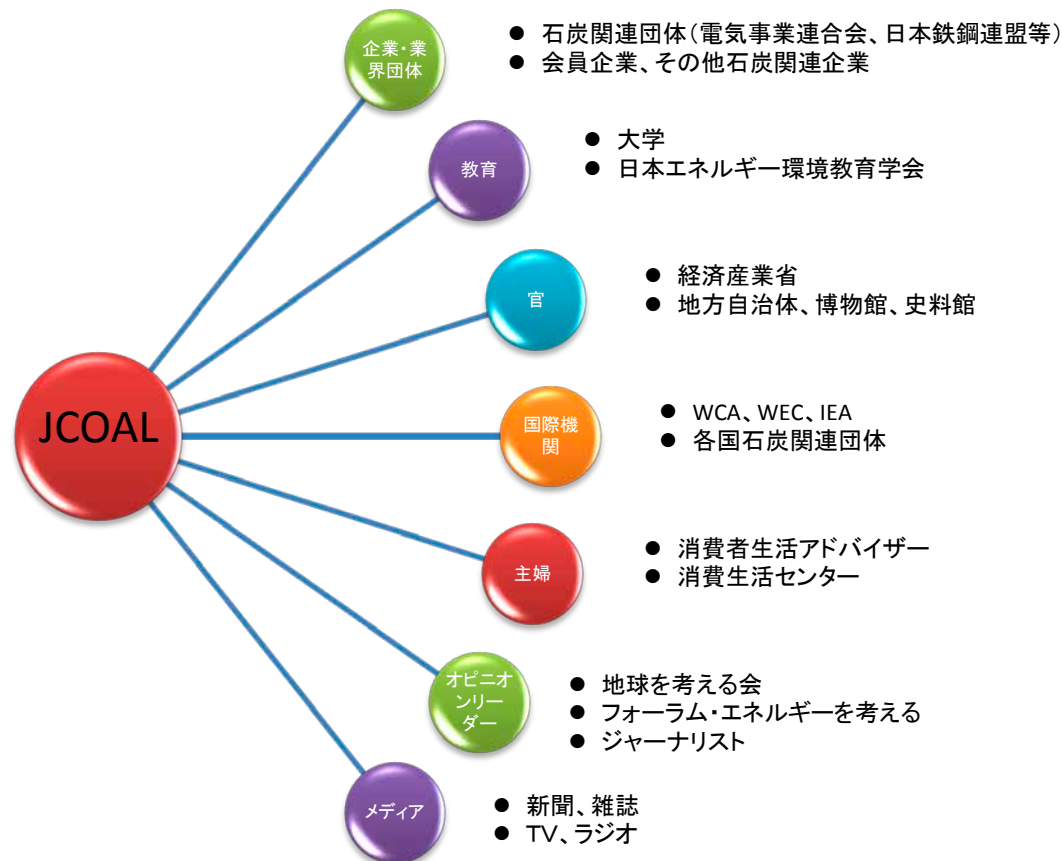 企業・業
界団体
● 石炭関連団体(電気事業連合会、日本鉄鋼連盟等)
● 会員企業、その他石炭関連企業
教育
● 大学
● 日本エネルギー環境教育学会
官
● 経済産業省
● 地方自治体、博物館、史料館
JCOAL
国際機
関
● WCA、WEC、IEA
● 各国石炭関連団体
主婦
● 消費者生活アドバイザー
● 消費生活センター
オピニオ
ンリー
ダー
● 地球を考える会
● フォーラム・エネルギーを考える
● ジャーナリスト
メディア
● 新聞、雑誌
● TV、ラジオ